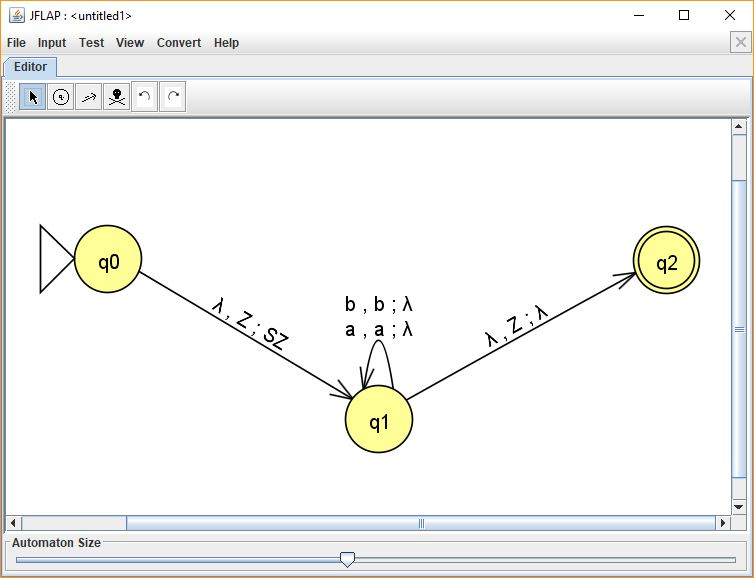 JFLAP : <untitled1>
File Input Test View Convert Help
Editor
q0
q2
λ , Z ; SZ
b , b ; λ
a , a ; λ
λ , Z ; λ
q1
Automaton Size